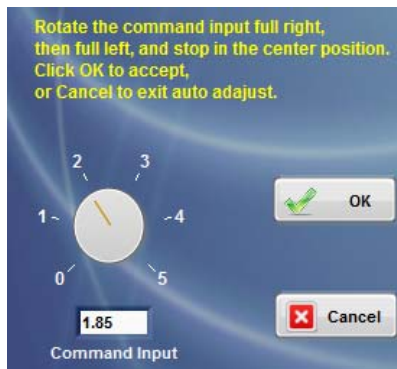 Rotate the command input full right,
then full left, and stop in the center position.
Click OK to accept,
or Cancel to exit auto adajust.
2 3
1 4
0 5
OK
1.85
Cancel
Command Input